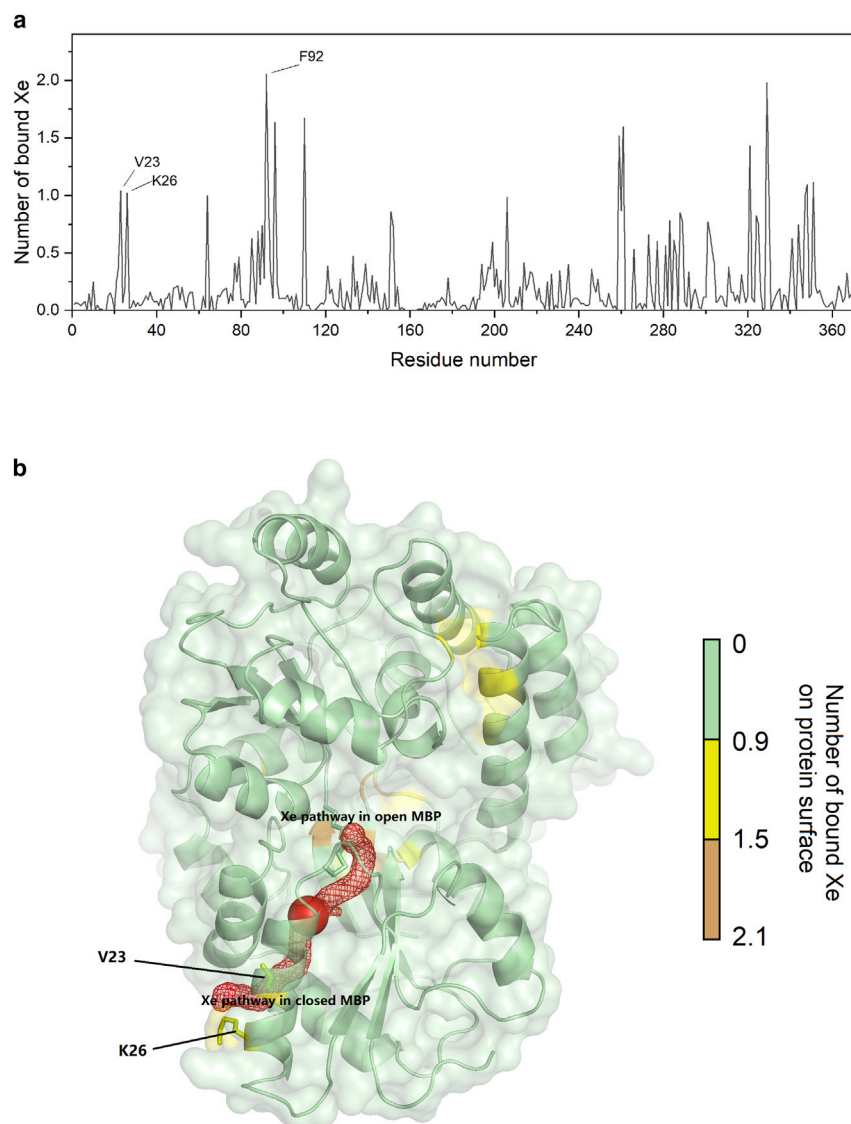 a
F92
V23
K26
Number of bound Xe
2.0
1.5
1.0
0.5
0.0
0 40 80 120 160 200 240 280 320 360
Residue number
b
Xe pathway in open MBP
V23
Xe pathway in closed MBP
K26
0
0.9
1.5
2.1
Number of bound Xe
on protein surface